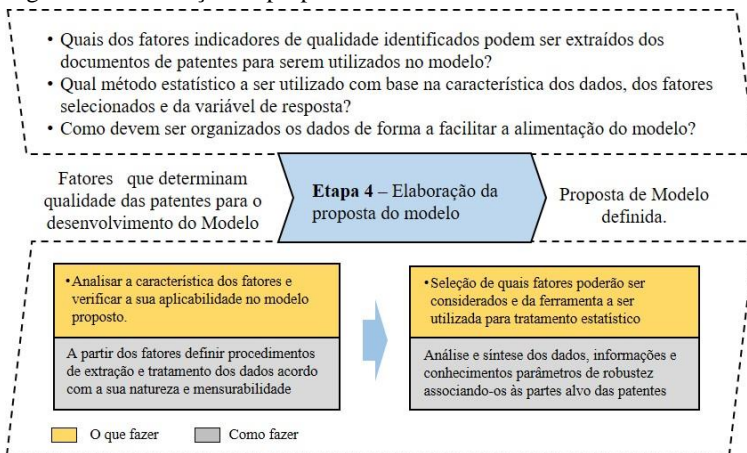 • Quais dos fatores indicadores de qualidade identificados podem ser extraídos dos
documentos de patentes para serem utilizados no modelo?
• Qual método estatístico a ser utilizado com base na característica dos dados, dos fatores
selecionados e da variável de resposta?
• Como devem ser organizados os dados de forma a facilitar a alimentação do modelo?
Fatores que determinam
qualidade das patentes para o
desenvolvimento do Modelo
Etapa 4 – Elaboração da
proposta do modelo
Proposta de Modelo
definida.
•Analisar a característica dos fatores e
verificar a sua aplicabilidade no modelo
proposto.
A partir dos fatores definir procedimentos
de extração e tratamento dos dados acordo
com a sua natureza e mensurabilidade
•Seleção de quais fatores poderão ser
considerados e da ferramenta a ser
utilizada para tratamento estatístico
Análise e síntese dos dados, informações e
conhecimentos parâmetros de robustez
associando-os às partes alvo das patentes
O que fazer
Como fazer